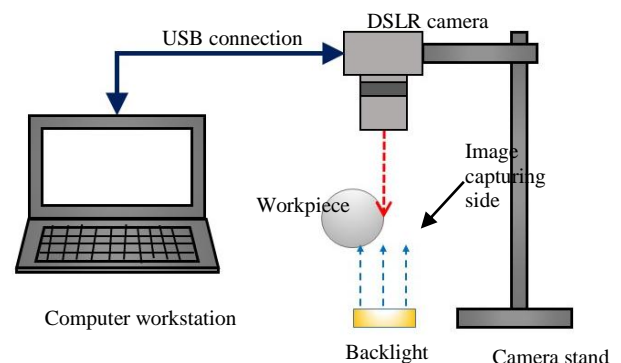 DSLR camera
USB connection
Image
capturing
side
Workpiece
Computer workstation
Backlight
Camera stand